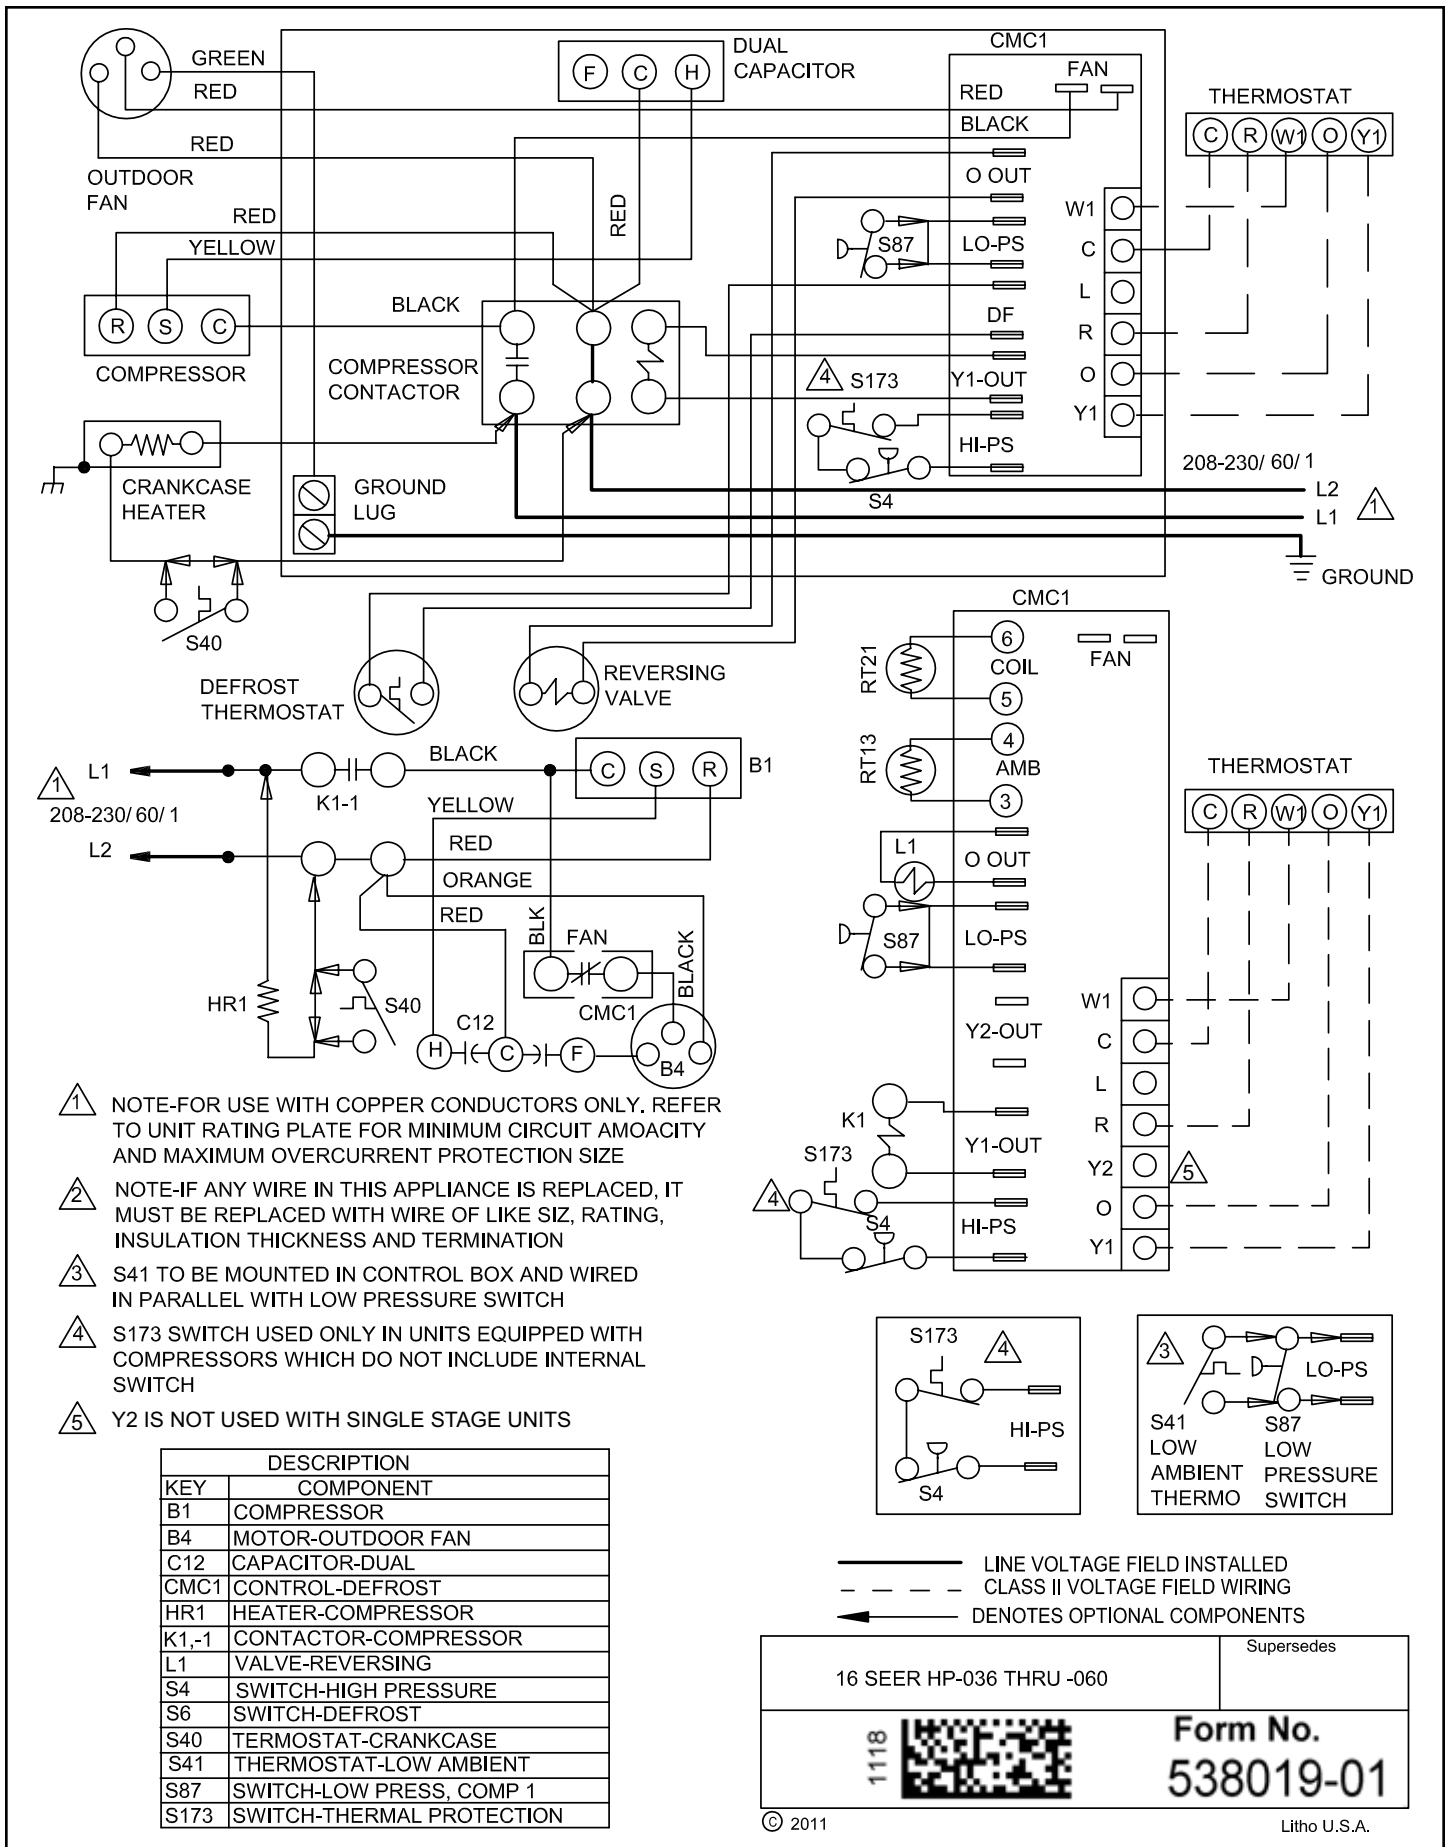 GREEN
RED
RED
OUTDOOR
FAN
DUAL
CAPACITOR
F C H
CMC1
FAN
RED
BLACK
THERMOSTAT
C R W1 O Y1
O OUT
RED
YELLOW
RED
S87
LO-PS
W1
C
L
R
O
Y1
DF
BLACK
R S C
COMPRESSOR
COMPRESSOR
CONTACTOR
4 S173
Y1-OUT
HI-PS
S4
208-230/ 60/ 1
L2
L1
1
CRANKCASE
HEATER
GROUND
LUG
GROUND
S40
DEFROST
THERMOSTAT
REVERSING
VALVE
CMC1
6
COIL
5
RT21
FAN
4
AMB
3
RT13
L1
O OUT
S87
LO-PS
Y2-OUT
K1
Y1-OUT
S173
4
S4
HI-PS
THERMOSTAT
C R W1 O Y1
W1
C
L
R
Y2
5
O
Y1
L1
1
208-230/ 60/ 1
L2
K1-1
BLACK
C S R
B1
YELLOW
RED
ORANGE
RED
BLK
FAN
CMC1
BLACK
HR1
S40
C12
H C F
B4
1 NOTE-FOR USE WITH COPPER CONDUCTORS ONLY. REFER
TO UNIT RATING PLATE FOR MINIMUM CIRCUIT AMOACITY
AND MAXIMUM OVERCURRENT PROTECTION SIZE
2 NOTE-IF ANY WIRE IN THIS APPLIANCE IS REPLACED, IT
MUST BE REPLACED WITH WIRE OF LIKE SIZ, RATING,
INSULATION THICKNESS AND TERMINATION
3 S41 TO BE MOUNTED IN CONTROL BOX AND WIRED
IN PARALLEL WITH LOW PRESSURE SWITCH
4 S173 SWITCH USED ONLY IN UNITS EQUIPPED WITH
COMPRESSORS WHICH DO NOT INCLUDE INTERNAL
SWITCH
5 Y2 IS NOT USED WITH SINGLE STAGE UNITS
S173
4
HI-PS
S4
3
LO-PS
S41
LOW
AMBIENT
THERMO
S87
LOW
PRESSURE
SWITCH
DESCRIPTION
KEY COMPONENT
B1 COMPRESSOR
B4 MOTOR-OUTDOOR FAN
C12 CAPACITOR-DUAL
CMC1 CONTROL-DEFROST
HR1 HEATER-COMPRESSOR
K1,-1 CONTACTOR-COMPRESSOR
L1 VALVE-REVERSING
S4 SWITCH-HIGH PRESSURE
S6 SWITCH-DEFROST
S40 TERMOSTAT-CRANKCASE
S41 THERMOSTAT-LOW AMBIENT
S87 SWITCH-LOW PRESS, COMP 1
S173 SWITCH-THERMAL PROTECTION
LINE VOLTAGE FIELD INSTALLED
CLASS II VOLTAGE FIELD WIRING
DENOTES OPTIONAL COMPONENTS
16 SEER HP-036 THRU -060
Supersedes
1118
Form No.
538019-01
© 2011
Litho U.S.A.